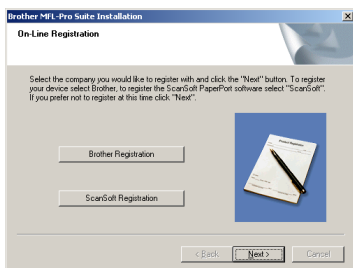 Brother MFL-Pro Suite Installation
On-Line Registration
Select the company you would like to register with and click the "Next" button. To register
your device select Brother, to register the ScanSoft PaperPort software select "ScanSoft".
If you prefer not to register at this time click "Next".
Product Registration
Brother Registration
ScanSoft Registration
< Back
Next >
Cancel